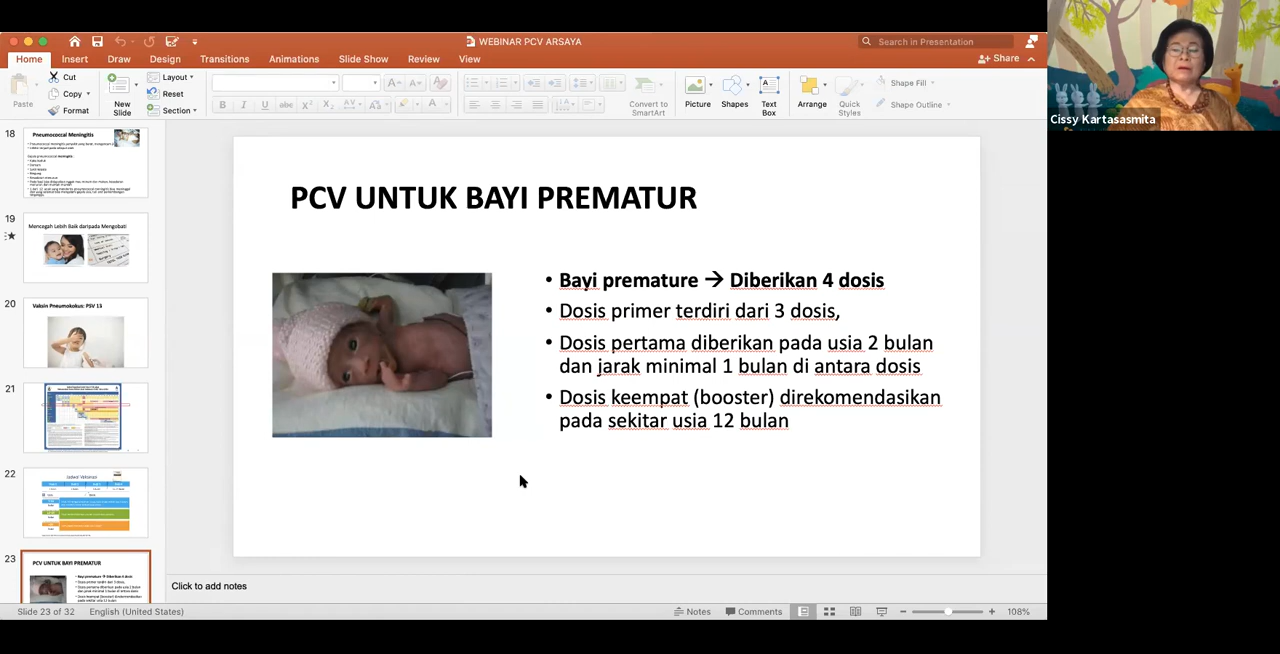 WEBINAR PCV ARSAYA
Search in Presentation
Home Insert Draw Design Transitions Animations Slide Show Review View
Share
Paste
Cut
Copy
Format
New Slide
Layout
Reset
Section
Convert to SmartArt
Picture
Shapes
Text Box
Arrange
Quick Styles
Shape Fill
Shape Outline
Cissy Kartasasmita
18
Pneumococcal Meningitis
19
Mencegah Lebih Baik daripada Mengobati
20
Vaksin Pneumokokus: PSV 13
21
22
Jadwal Vaksinasi
23
PCV UNTUK BAYI PREMATUR
PCV UNTUK BAYI PREMATUR
• Bayi premature → Diberikan 4 dosis
• Dosis primer terdiri dari 3 dosis,
• Dosis pertama diberikan pada usia 2 bulan
dan jarak minimal 1 bulan di antara dosis
• Dosis keempat (booster) direkomendasikan
pada sekitar usia 12 bulan
Click to add notes
Slide 23 of 32 English (United States)
Notes Comments 108%